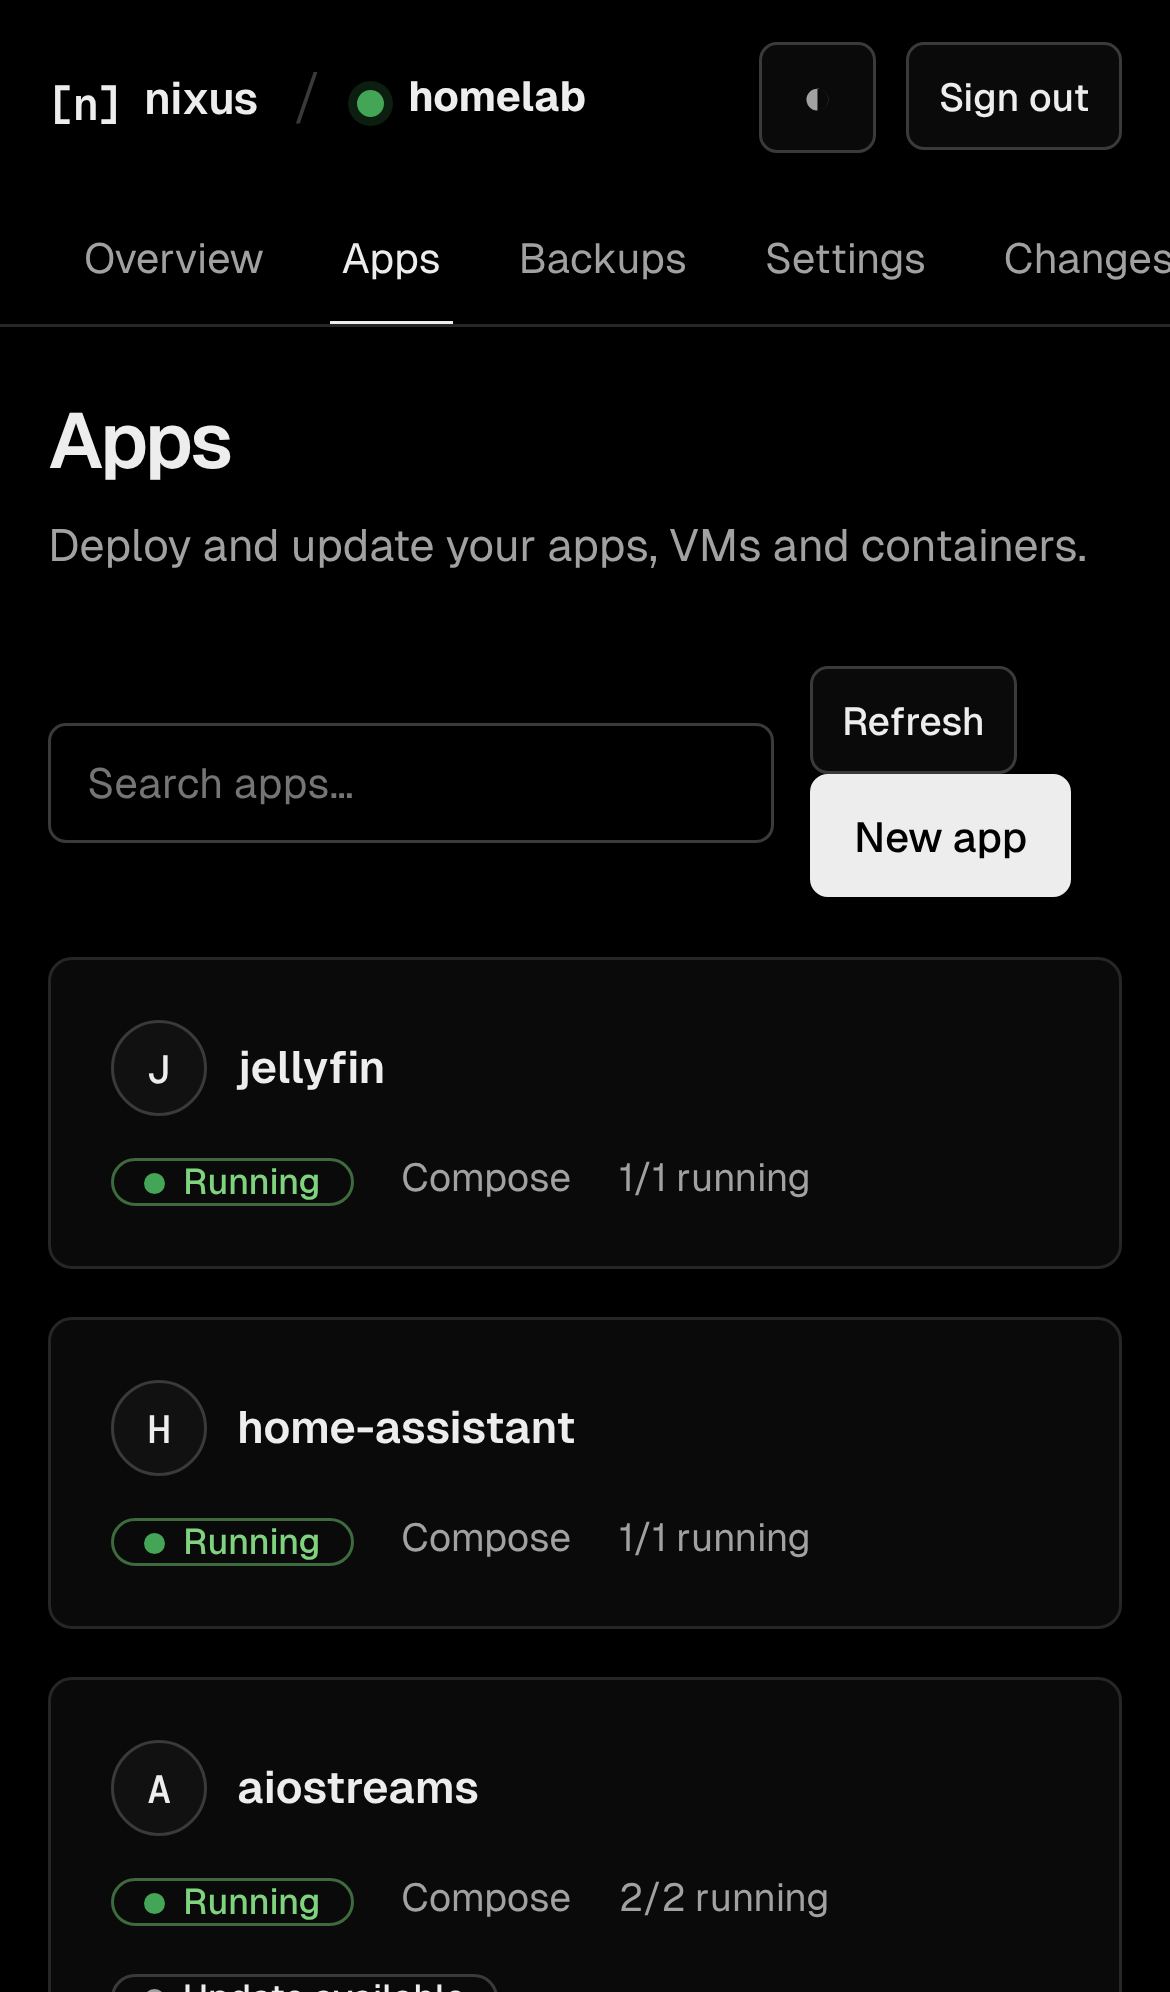 [n] nixus / homelab Sign out
Overview Apps Backups Settings Changes
Apps
Deploy and update your apps, VMs and containers.
Refresh
Search apps…
New app
J jellyfin
Running Compose 1/1 running
H home-assistant
Running Compose 1/1 running
A aiostreams
Running Compose 2/2 running
Update available